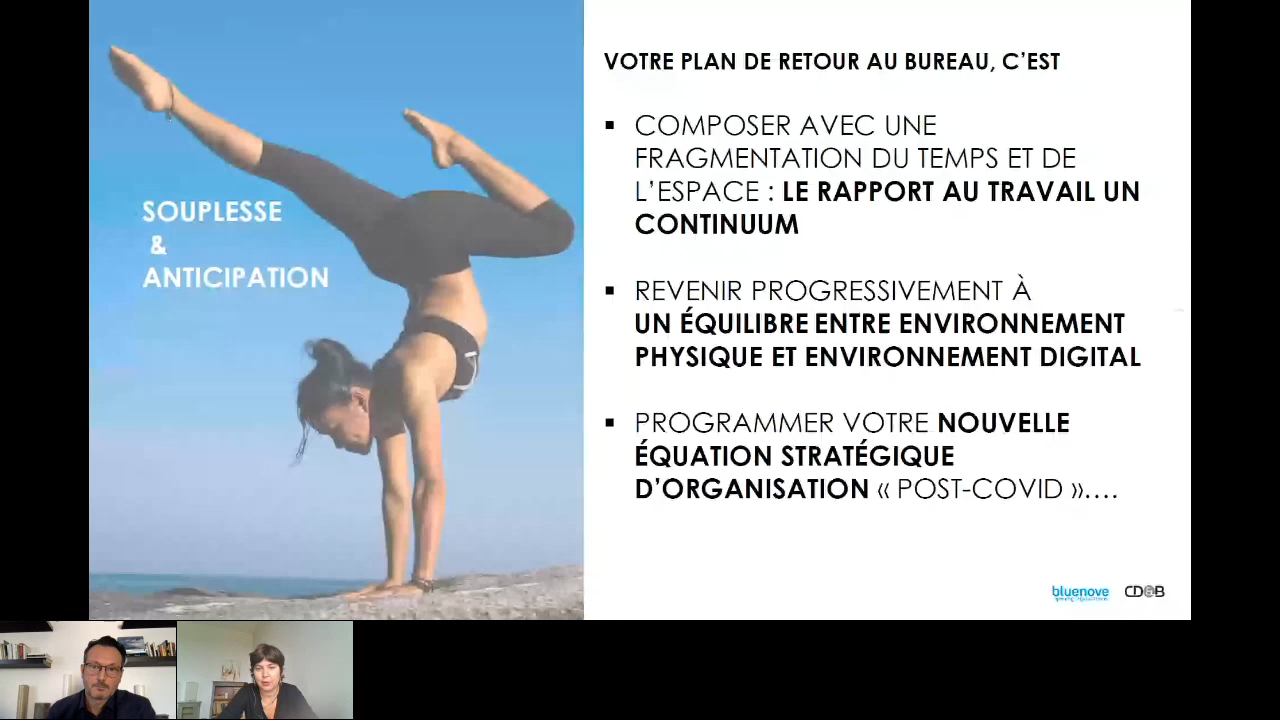 SOUPLESSE
&
ANTICIPATION
VOTRE PLAN DE RETOUR AU BUREAU, C’EST
▪ COMPOSER AVEC UNE
FRAGMENTATION DU TEMPS ET DE
L’ESPACE : LE RAPPORT AU TRAVAIL UN
CONTINUUM
▪ REVENIR PROGRESSIVEMENT À
UN ÉQUILIBRE ENTRE ENVIRONNEMENT
PHYSIQUE ET ENVIRONNEMENT DIGITAL
▪ PROGRAMMER VOTRE NOUVELLE
ÉQUATION STRATÉGIQUE
D’ORGANISATION « POST-COVID »….
bluenove CD@B